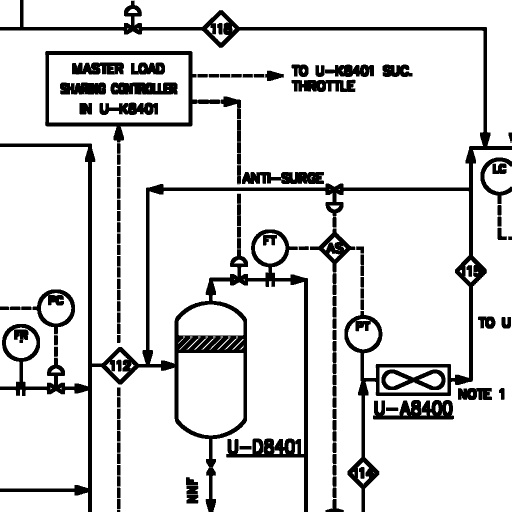 118
MASTER LOAD
SHARING CONTROLLER
IN U-K8401
TO U-K8401 SUC.
THROTTLE
LC
ANTI-SURGE
FT
AS
115
PC
FR
PT
TO U
112
NOTE 1
U-A8400
U-D8401
114
NNF